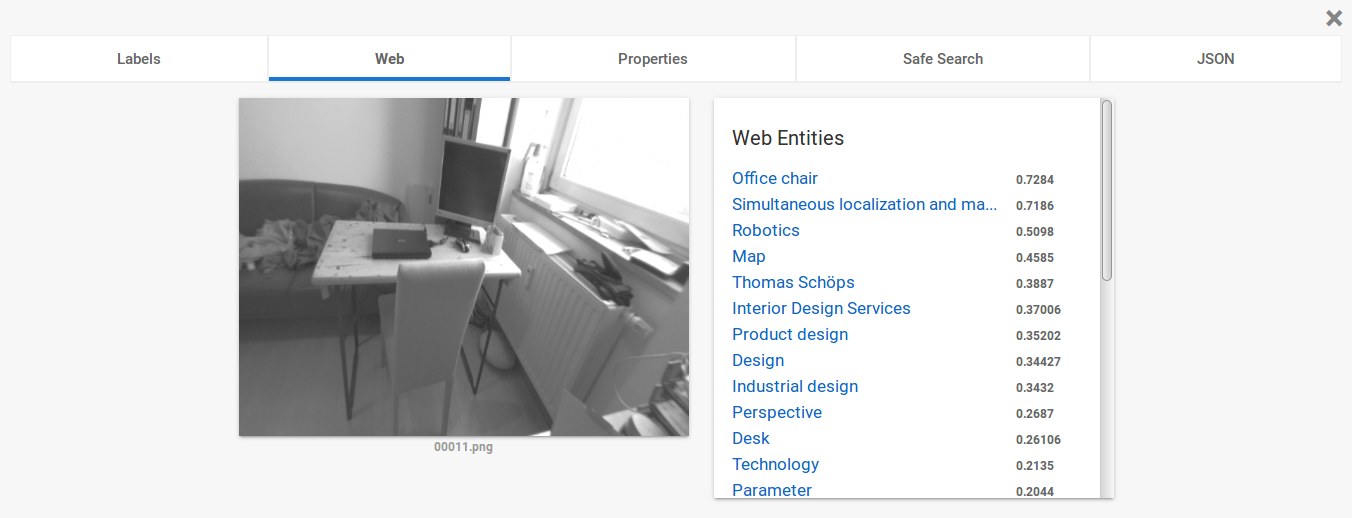 Labels
Web
Properties
Safe Search
JSON
Web Entities
Office chair 0.7284
Simultaneous localization and ma... 0.7186
Robotics 0.5098
Map 0.4585
Thomas Schöps 0.3887
Interior Design Services 0.37006
Product design 0.35202
Design 0.34427
Industrial design 0.3432
Perspective 0.2687
Desk 0.26106
Technology 0.2135
Parameter 0.2044
00011.png